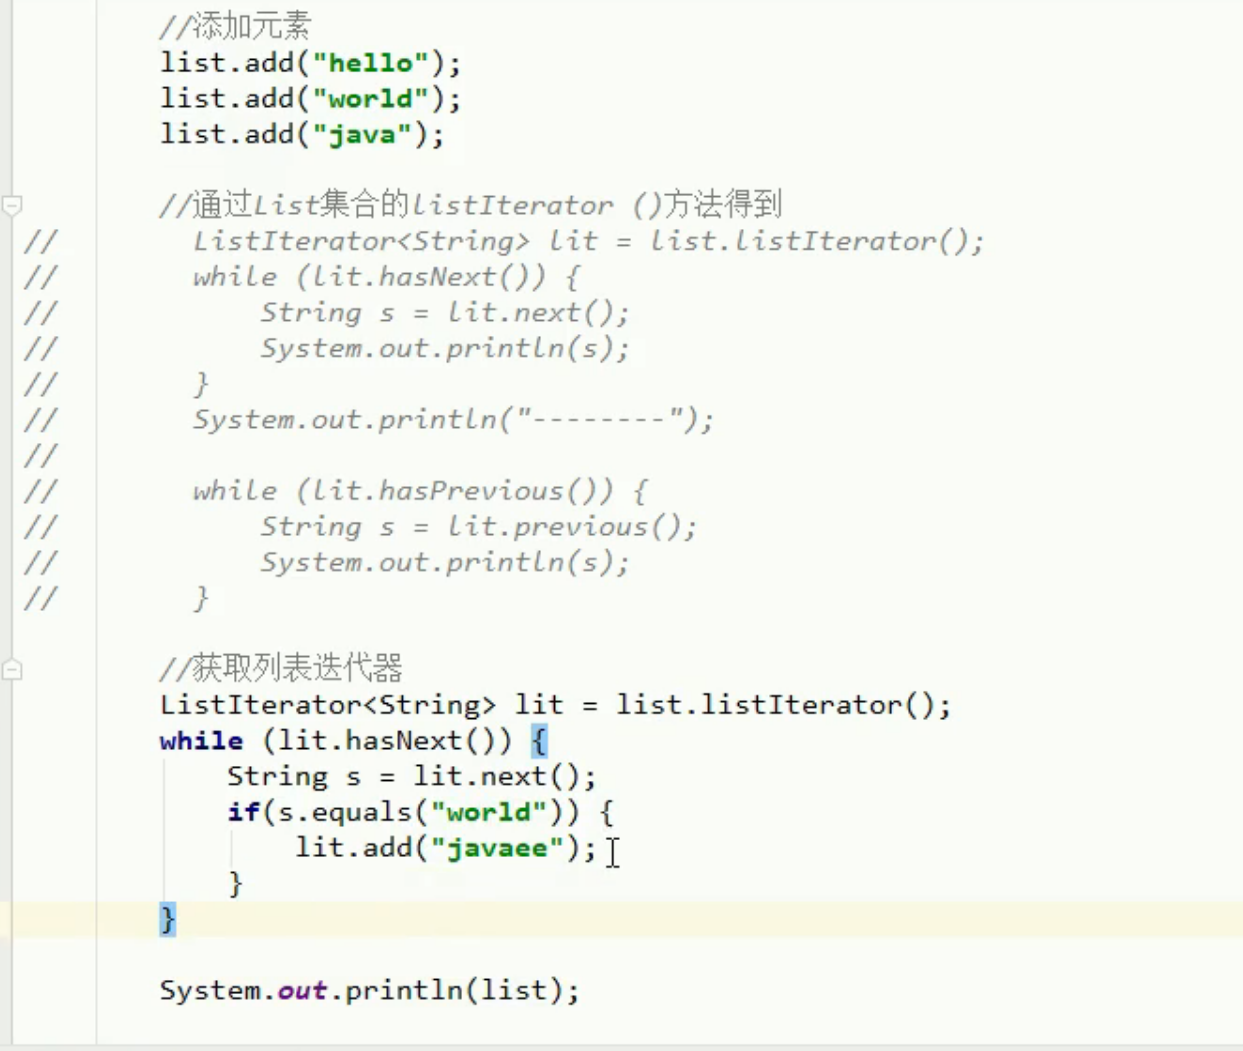 //添加元素
list.add("hello");
list.add("world");
list.add("java");
//通过List集合的listIterator ()方法得到
// ListIterator<String> lit = list.listIterator();
// while (lit.hasNext()) {
// String s = lit.next();
// System.out.println(s);
// }
// System.out.println("--------");
//
// while (lit.hasPrevious()) {
// String s = lit.previous();
// System.out.println(s);
// }
//获取列表迭代器
ListIterator<String> lit = list.listIterator();
while (lit.hasNext()) {
String s = lit.next();
if(s.equals("world")) {
lit.add("javaee");
}
}
System.out.println(list);